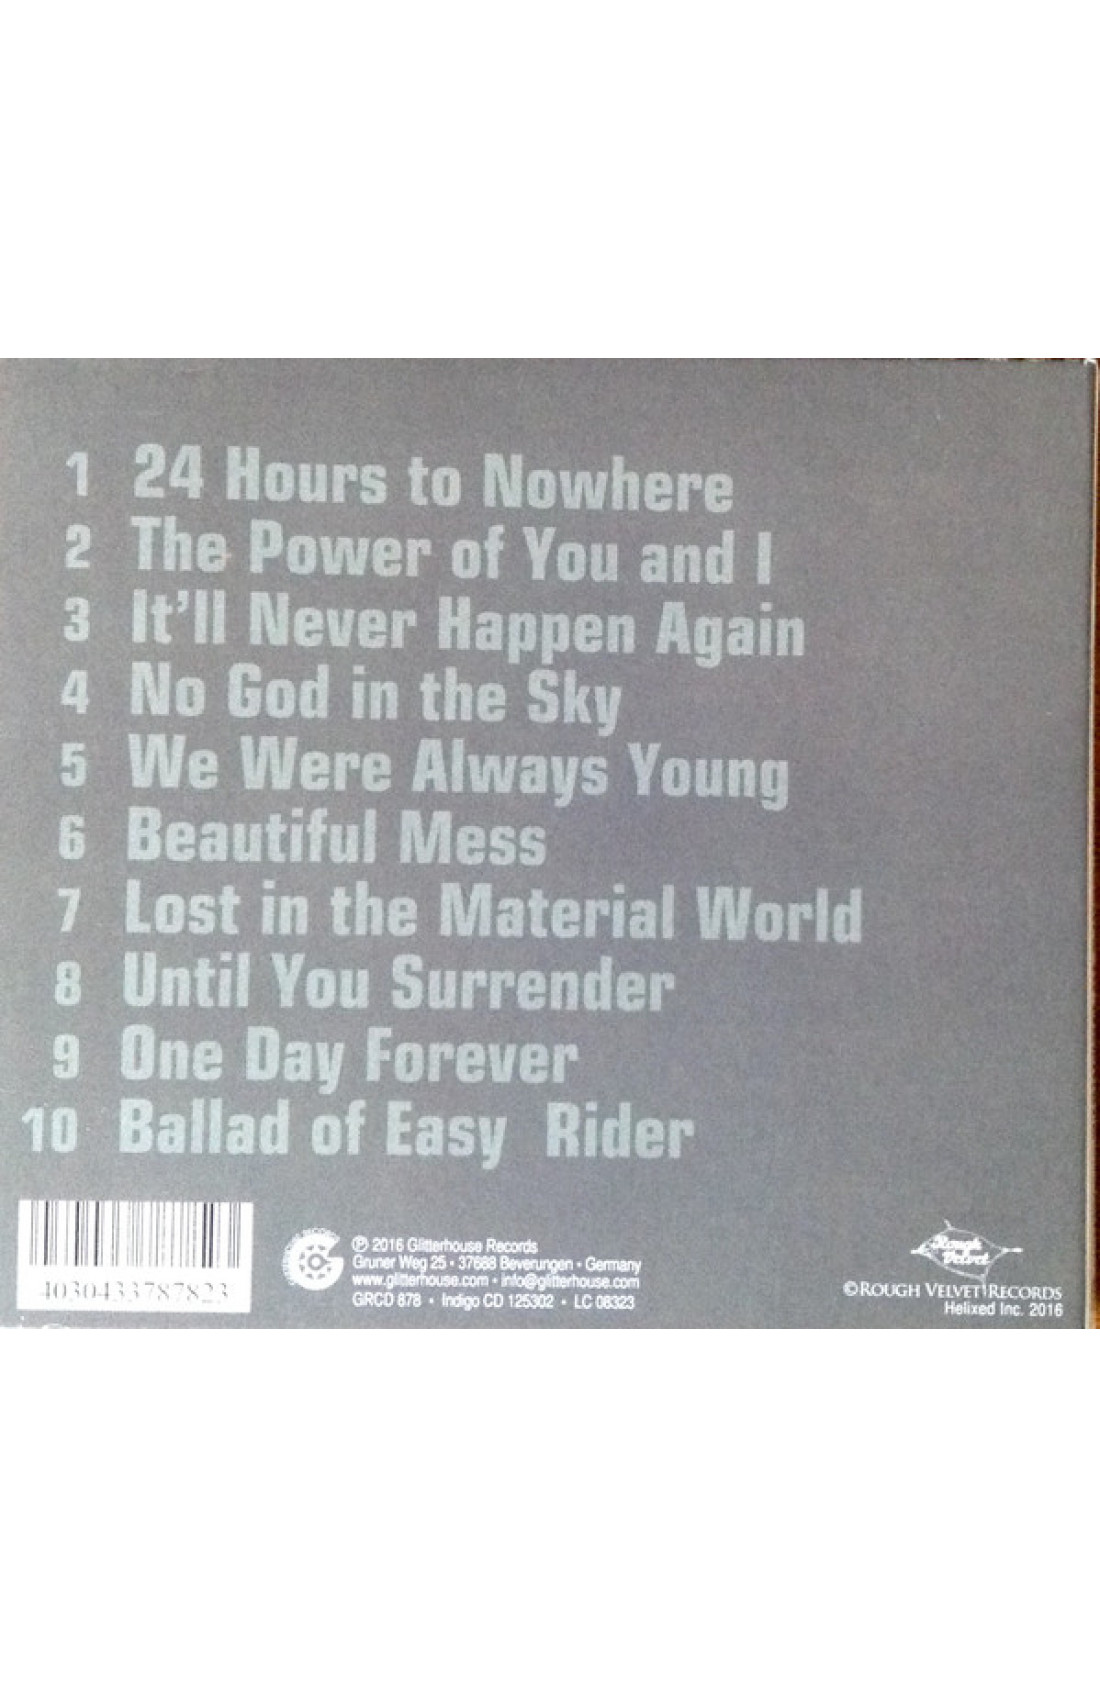 1 24 Hours to Nowhere
2 The Power of You and I
3 It'll Never Happen Again
4 No God in the Sky
5 We Were Always Young
6 Beautiful Mess
7 Lost in the Material World
8 Until You Surrender
9 One Day Forever
10 Ballad of Easy Rider
4030433787823
℗ 2016 Glitterhouse Records
Gruner Weg 25 • 37688 Beverungen • Germany
www.glitterhouse.com • info@glitterhouse.com
GRCD 878 • Indigo CD 125302 • LC 08323
Rough
Velvet
©ROUGH VELVET RECORDS
Helixed Inc. 2016